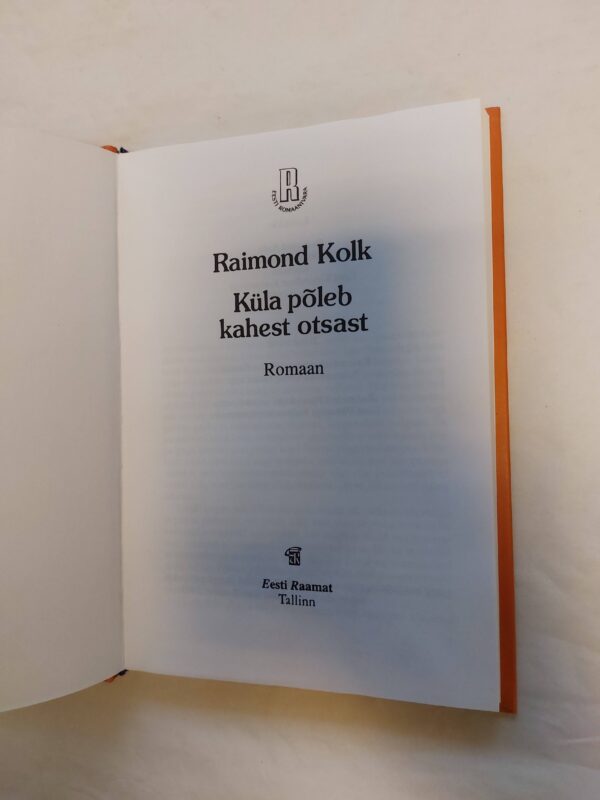 R
EESTI ROMAANIVARA
Raimond Kolk
Küla põleb
kahest otsast
Romaan
Eesti Raamat
Tallinn